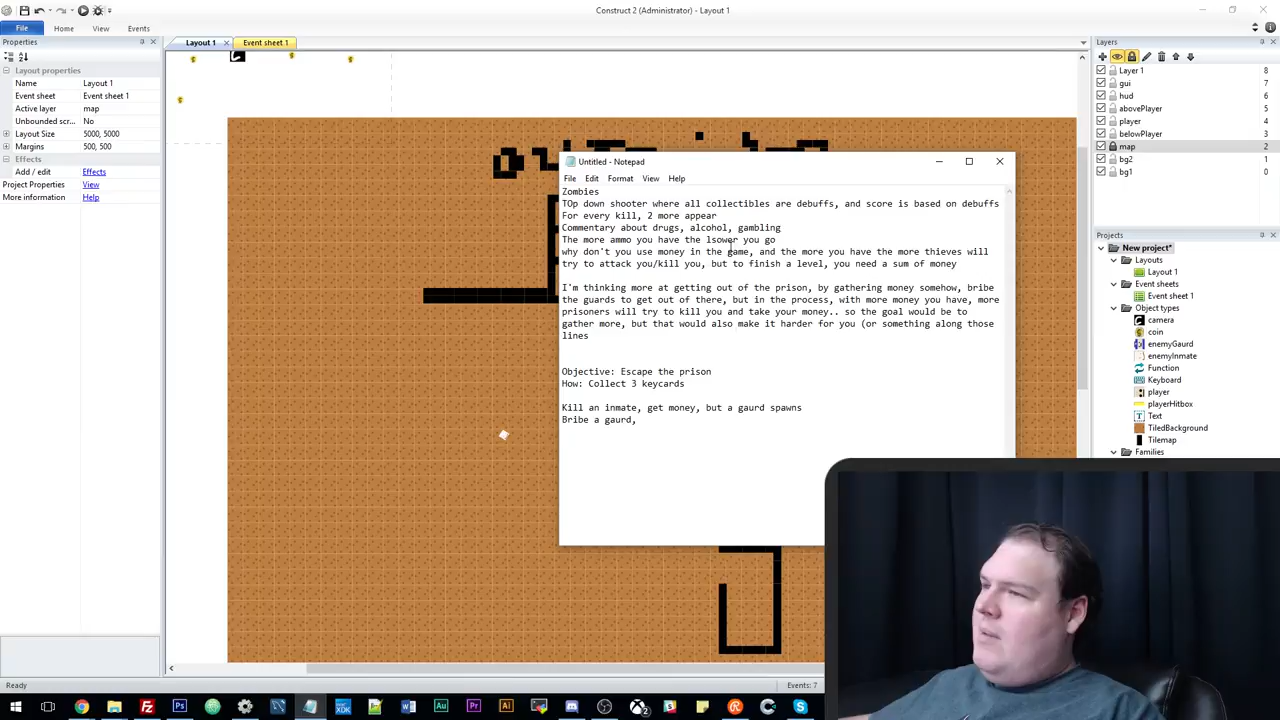 Construct 2 (Administrator) - Layout 1
File Home View Events
Properties
Layout properties
Name Layout 1
Event sheet Event sheet 1
Active layer map
Unbounded scr... No
Layout Size 5000, 5000
Margins 500, 500
Effects
Add / edit Effects
Project Properties View
More information Help
Layout 1 Event sheet 1
Untitled - Notepad
File Edit Format View Help
Zombies
TOp down shooter where all collectibles are debuffs, and score is based on debuffs
For every kill, 2 more appear
Commentary about drugs, alcohol, gambling
The more ammo you have the lsower you go
why don't you use money in the game, and the more you have the more thieves will
try to attack you/kill you, but to finish a level, you need a sum of money
I'm thinking more at getting out of the prison, by gathering money somehow, bribe
the guards to get out of there, but in the process, with more money you have, more
prisoners will try to kill you and take your money.. so the goal would be to
gather more, but that would also make it harder for you (or something along those
lines
Objective: Escape the prison
How: Collect 3 keycards
Kill an inmate, get money, but a gaurd spawns
Bribe a gaurd,
Layers
Layer 1 8
gui 7
hud 6
abovePlayer 5
player 4
belowPlayer 3
map 2
bg2 1
bg1 0
Projects
New project*
Layouts
Layout 1
Event sheets
Event sheet 1
Object types
camera
coin
enemyGaurd
enemyInmate
Function
Keyboard
player
playerHitbox
Text
TiledBackground
Tilemap
Families
Ready
Events: 7